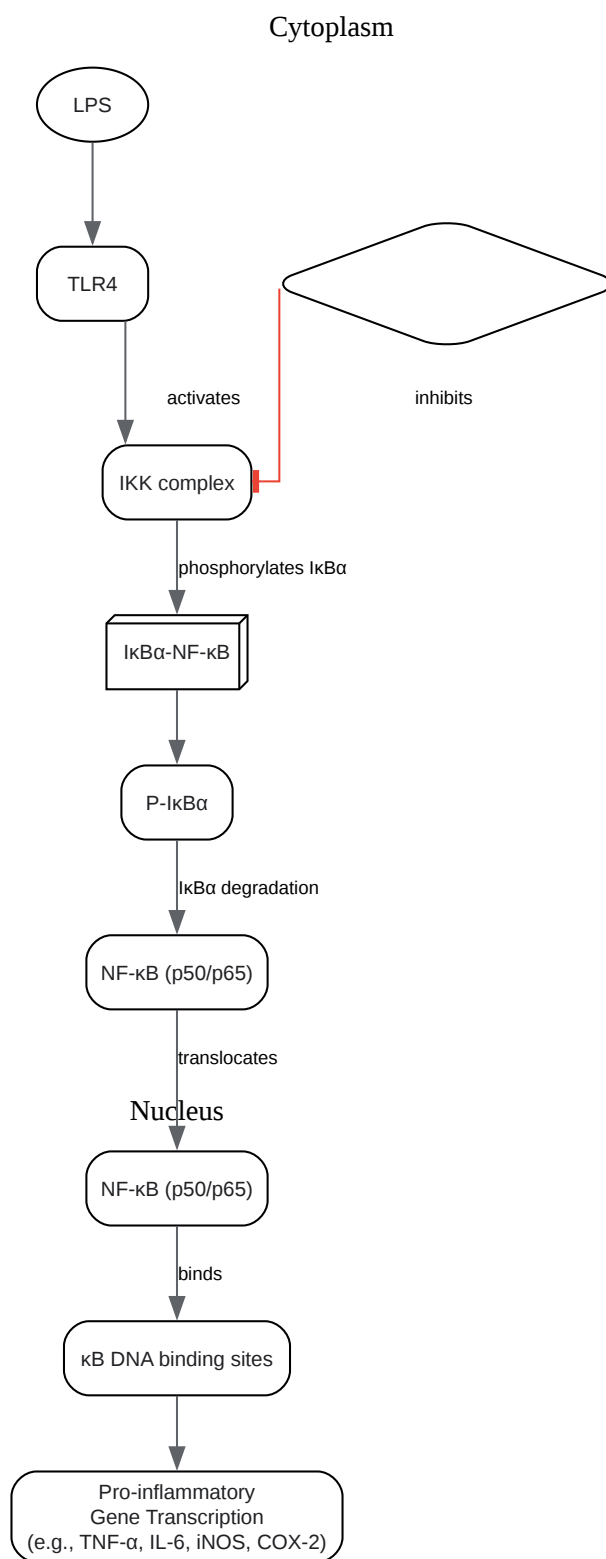 Cytoplasm
LPS
TLR4
activates
inhibits
IKK complex
phosphorylates IκBα
IκBα-NF-κB
P-IκBα
IκBα degradation
NF-κB (p50/p65)
translocates
Nucleus
NF-κB (p50/p65)
binds
κB DNA binding sites
Pro-inflammatory
Gene Transcription
(e.g., TNF-α, IL-6, iNOS, COX-2)